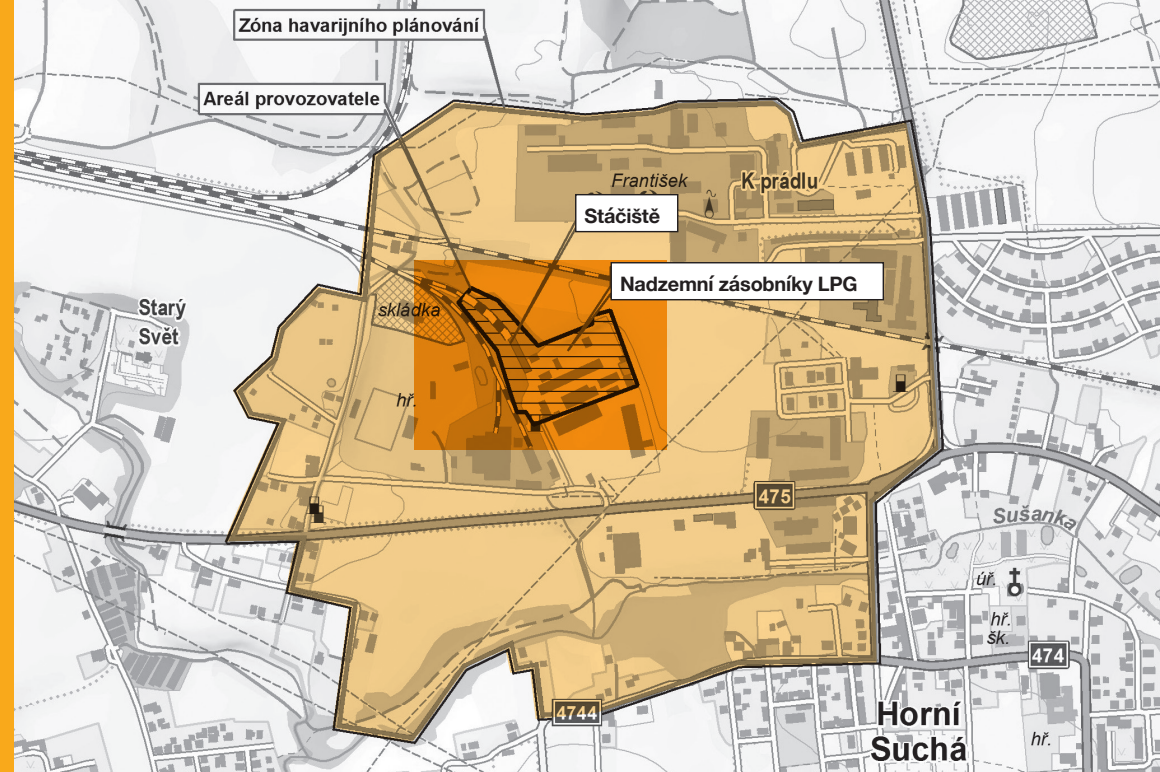 Zóna havarijního plánování
Areál provozovatele
František
K prádlu
Stáčiště
Nadzemní zásobníky LPG
Starý
Svět
skládka
hř.
475
Sušanka
úř.
hř.
šk.
474
4744
Horní
Suchá
hř.